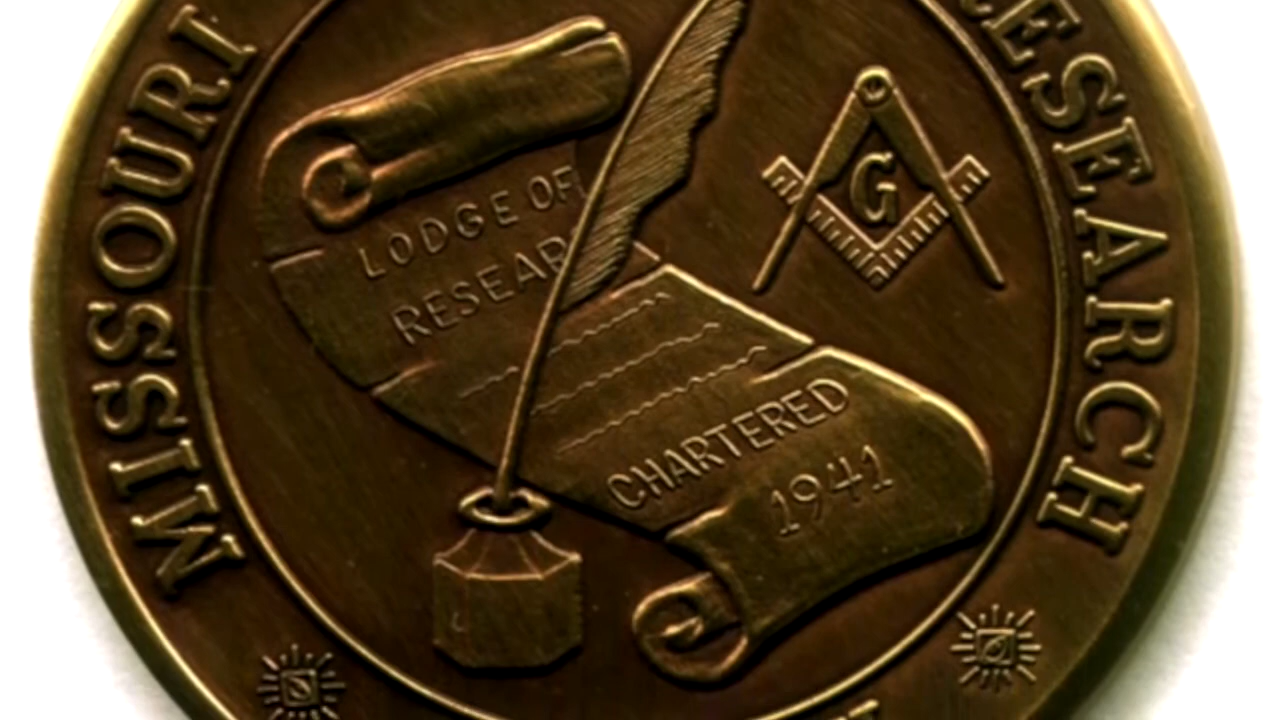 MISSOURI
RESEARCH
G
LODGE OF
RESEAR
CHARTERED
1941